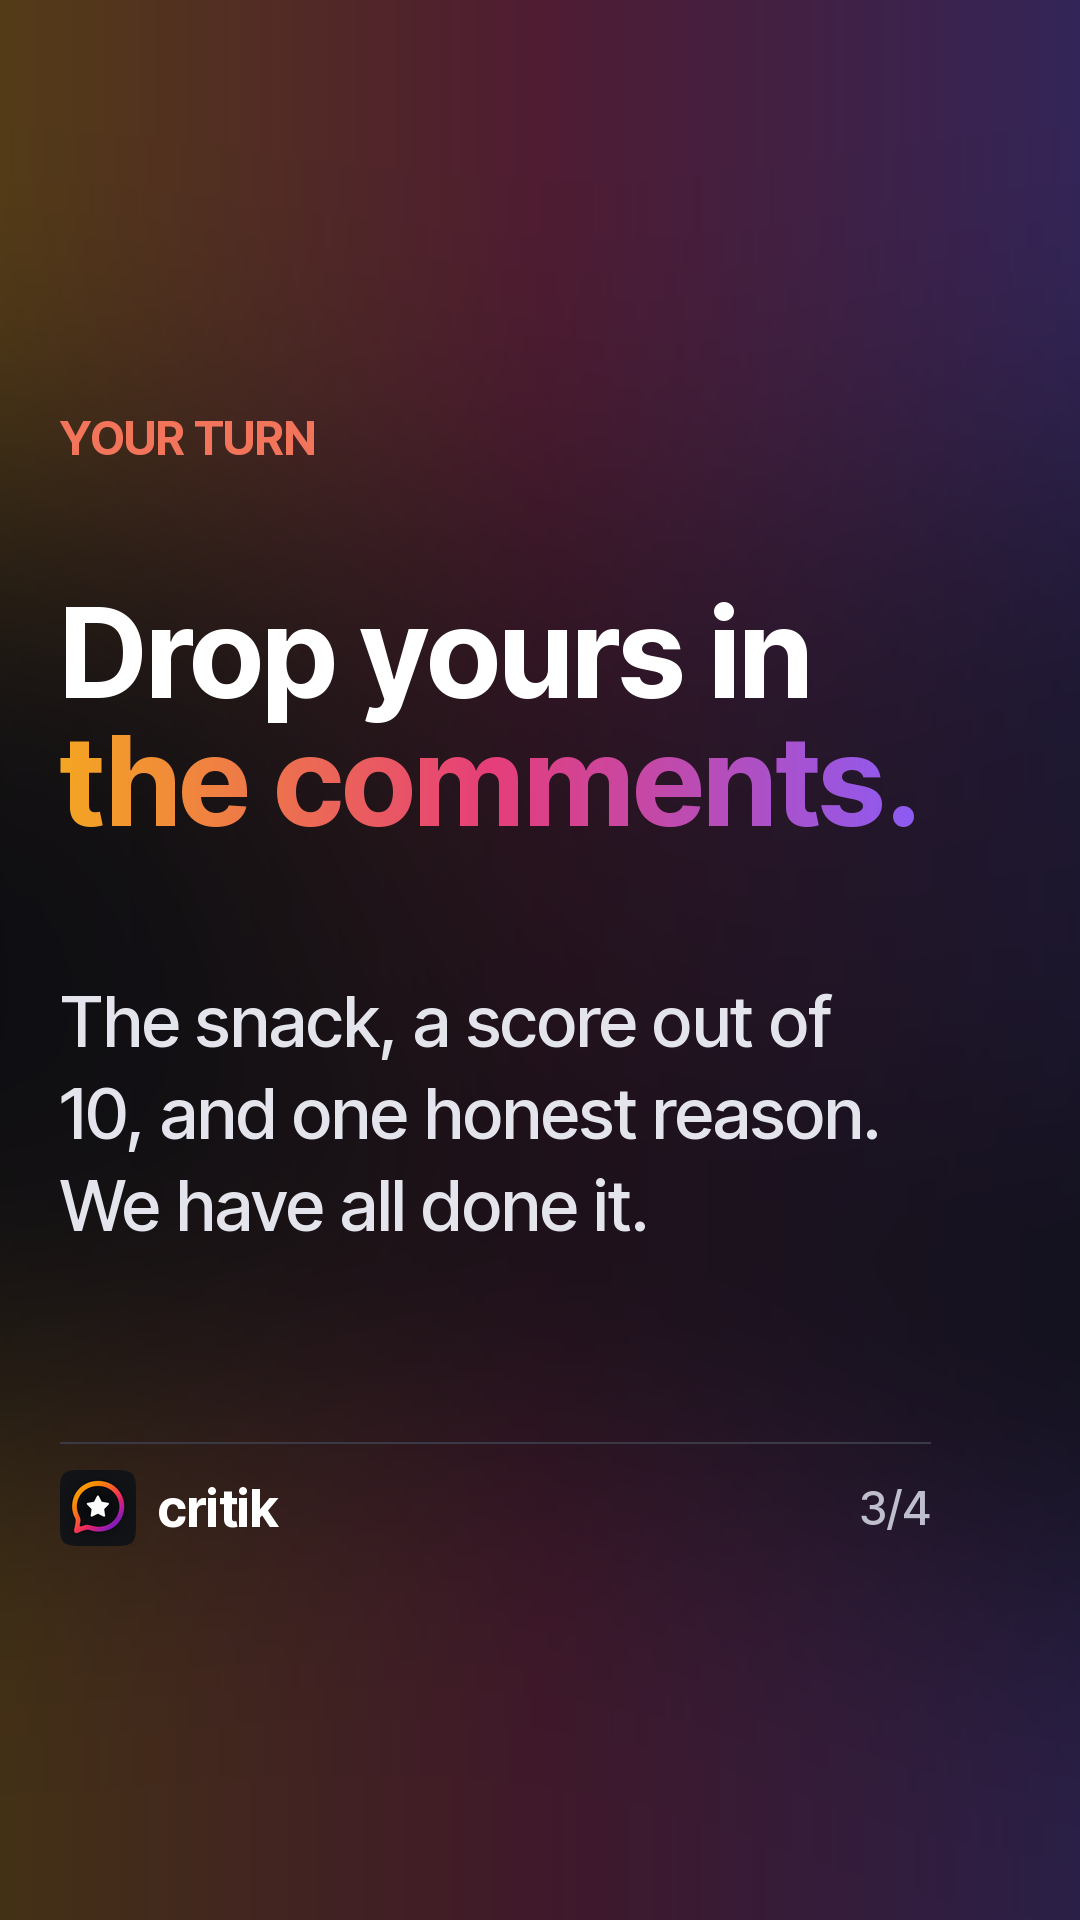 YOUR TURN
Drop yours in
the comments.
The snack, a score out of
10, and one honest reason.
We have all done it.
critik
3/4